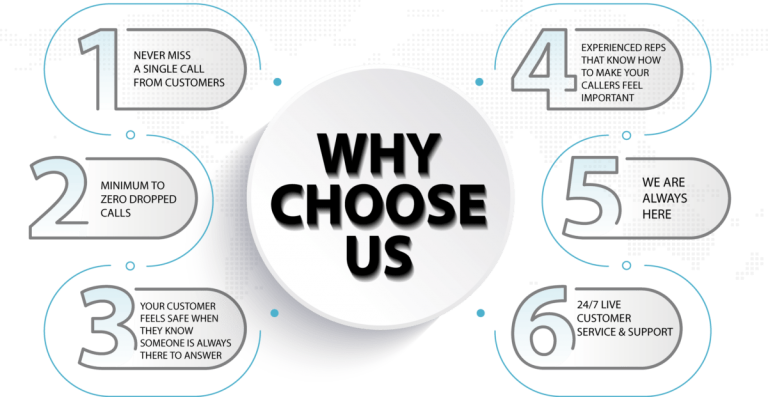 1
NEVER MISS
A SINGLE CALL
FROM CUSTOMERS
2
MINIMUM TO
ZERO DROPPED
CALLS
3
YOUR CUSTOMER
FEELS SAFE WHEN
THEY KNOW
SOMEONE IS ALWAYS
THERE TO ANSWER
WHY
CHOOSE
US
4
EXPERIENCED REPS
THAT KNOW HOW
TO MAKE YOUR
CALLERS FEEL
IMPORTANT
5
WE ARE
ALWAYS
HERE
6
24/7 LIVE
CUSTOMER
SERVICE & SUPPORT